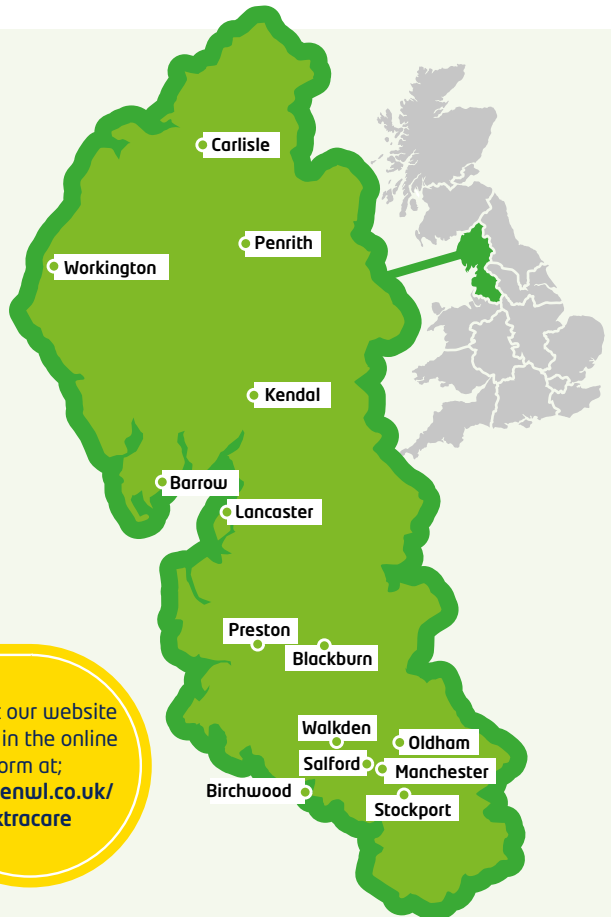 Carlisle
Penrith
Workington
Kendal
Barrow
Lancaster
Preston
Blackburn
Walkden
Oldham
Salford
Manchester
Birchwood
Stockport
our website
in the online
orm at;
enwl.co.uk/
xtracare